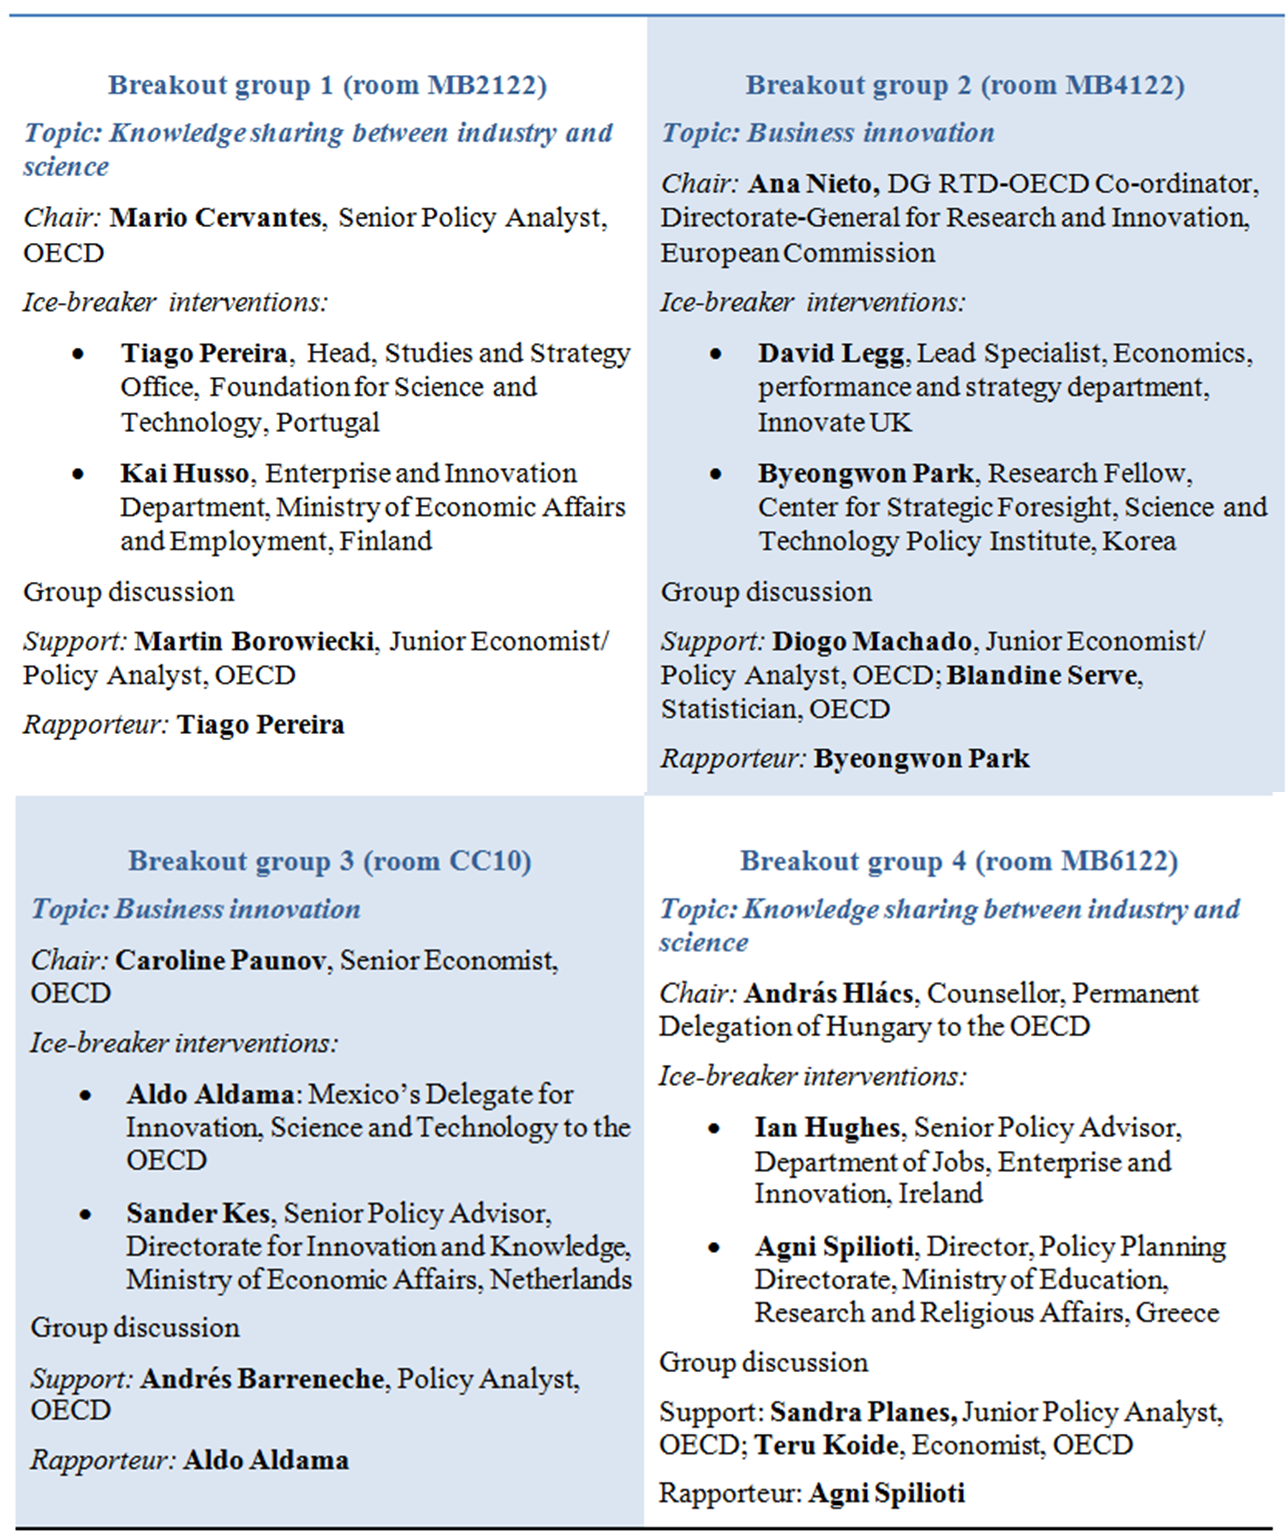 Breakout group 1 (room MB2122)
Topic: Knowledge sharing between industry and
science
Chair: Mario Cervantes, Senior Policy Analyst,
OECD
Ice-breaker interventions:
• Tiago Pereira, Head, Studies and Strategy
Office, Foundation for Science and
Technology, Portugal
• Kai Husso, Enterprise and Innovation
Department, Ministry of Economic Affairs
and Employment, Finland
Group discussion
Support: Martin Borowiecki, Junior Economist/
Policy Analyst, OECD
Rapporteur: Tiago Pereira
Breakout group 2 (room MB4122)
Topic: Business innovation
Chair: Ana Nieto, DG RTD-OECD Co-ordinator,
Directorate-General for Research and Innovation,
European Commission
Ice-breaker interventions:
• David Legg, Lead Specialist, Economics,
performance and strategy department,
Innovate UK
• Byeongwon Park, Research Fellow,
Center for Strategic Foresight, Science and
Technology Policy Institute, Korea
Group discussion
Support: Diogo Machado, Junior Economist/
Policy Analyst, OECD; Blandine Serve,
Statistician, OECD
Rapporteur: Byeongwon Park
Breakout group 3 (room CC10)
Topic: Business innovation
Chair: Caroline Paunov, Senior Economist,
OECD
Ice-breaker interventions:
• Aldo Aldama: Mexico's Delegate for
Innovation, Science and Technology to the
OECD
• Sander Kes, Senior Policy Advisor,
Directorate for Innovation and Knowledge,
Ministry of Economic Affairs, Netherlands
Group discussion
Support: Andrés Barreneche, Policy Analyst,
OECD
Rapporteur: Aldo Aldama
Breakout group 4 (room MB6122)
Topic: Knowledge sharing between industry and
science
Chair: András Hlács, Counsellor, Permanent
Delegation of Hungary to the OECD
Ice-breaker interventions:
• Ian Hughes, Senior Policy Advisor,
Department of Jobs, Enterprise and
Innovation, Ireland
• Agni Spilioti, Director, Policy Planning
Directorate, Ministry of Education,
Research and Religious Affairs, Greece
Group discussion
Support: Sandra Planes, Junior Policy Analyst,
OECD; Teru Koide, Economist, OECD
Rapporteur: Agni Spilioti